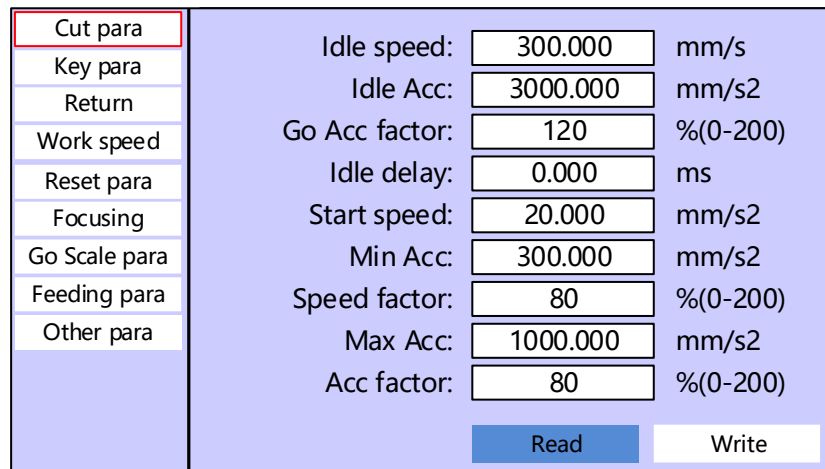 Cut para
Key para
Return
Work speed
Reset para
Focusing
Go Scale para
Feeding para
Other para
Idle speed: 300.000 mm/s
Idle Acc: 3000.000 mm/s2
Go Acc factor: 120 %(0-200)
Idle delay: 0.000 ms
Start speed: 20.000 mm/s2
Min Acc: 300.000 mm/s2
Speed factor: 80 %(0-200)
Max Acc: 1000.000 mm/s2
Acc factor: 80 %(0-200)
Read Write